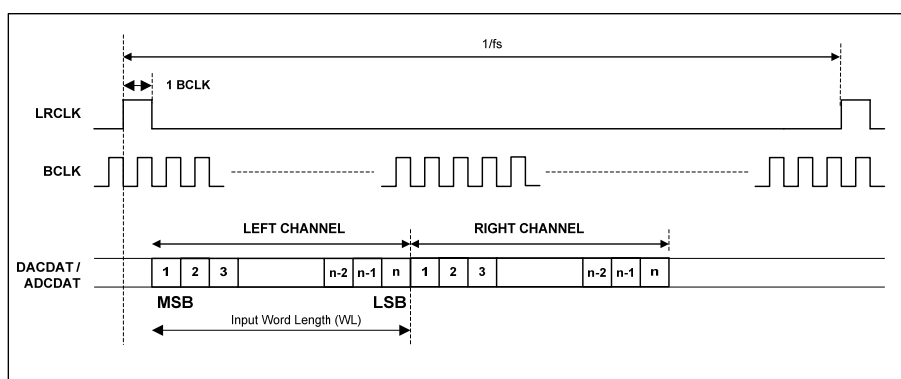 1/fs
1 BCLK
LRCLK
BCLK
LEFT CHANNEL RIGHT CHANNEL
DACDAT /
ADCDAT
1 2 3 n-2 n-1 n 1 2 3 n-2 n-1 n
MSB LSB
Input Word Length (WL)